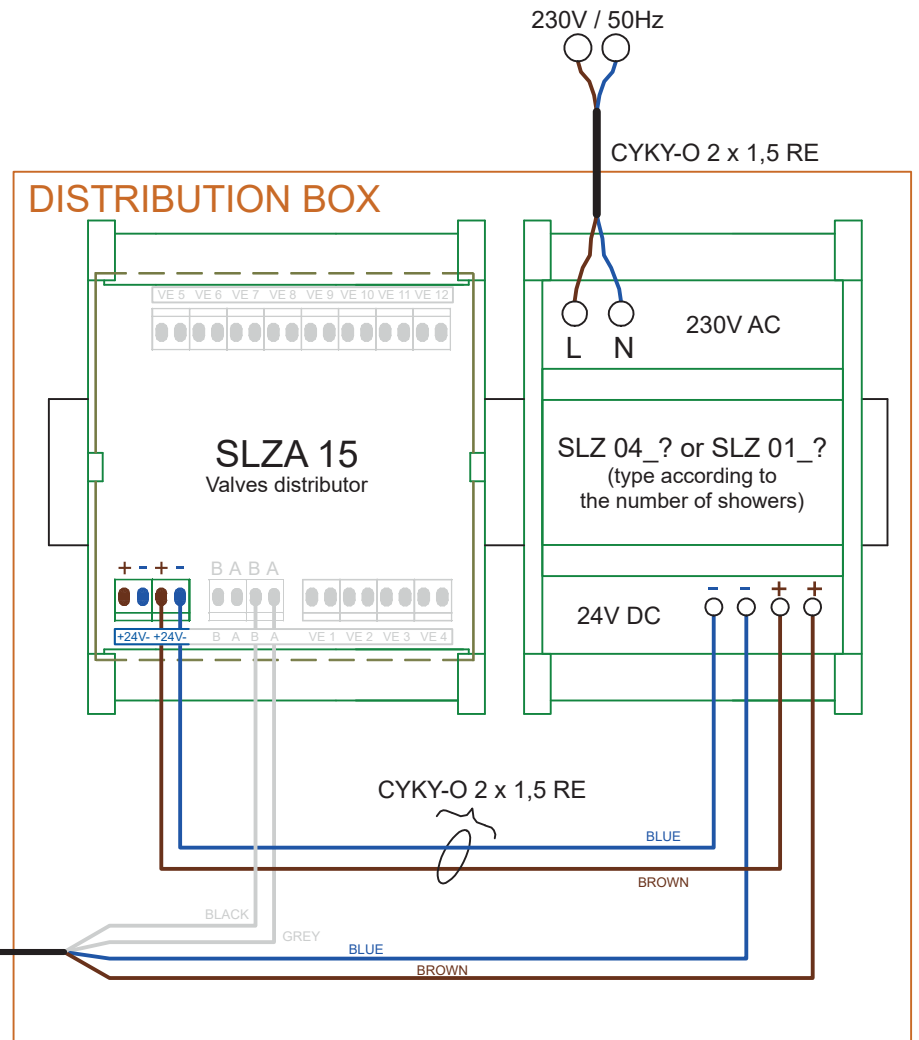 230V / 50Hz
CYKY-O 2 x 1,5 RE
DISTRIBUTION BOX
VE 5 VE 6 VE 7 VE 8 VE 9 VE 10 VE 11 VE 12
230V AC
L N
SLZA 15
Valves distributor
SLZ 04_? or SLZ 01_?
(type according to
the number of showers)
+ - + -
B A B A
- - + +
24V DC
+24V- +24V- B A B A VE 1 VE 2 VE 3 VE 4
CYKY-O 2 x 1,5 RE
BLUE
BROWN
BLACK
GREY
BLUE
BROWN